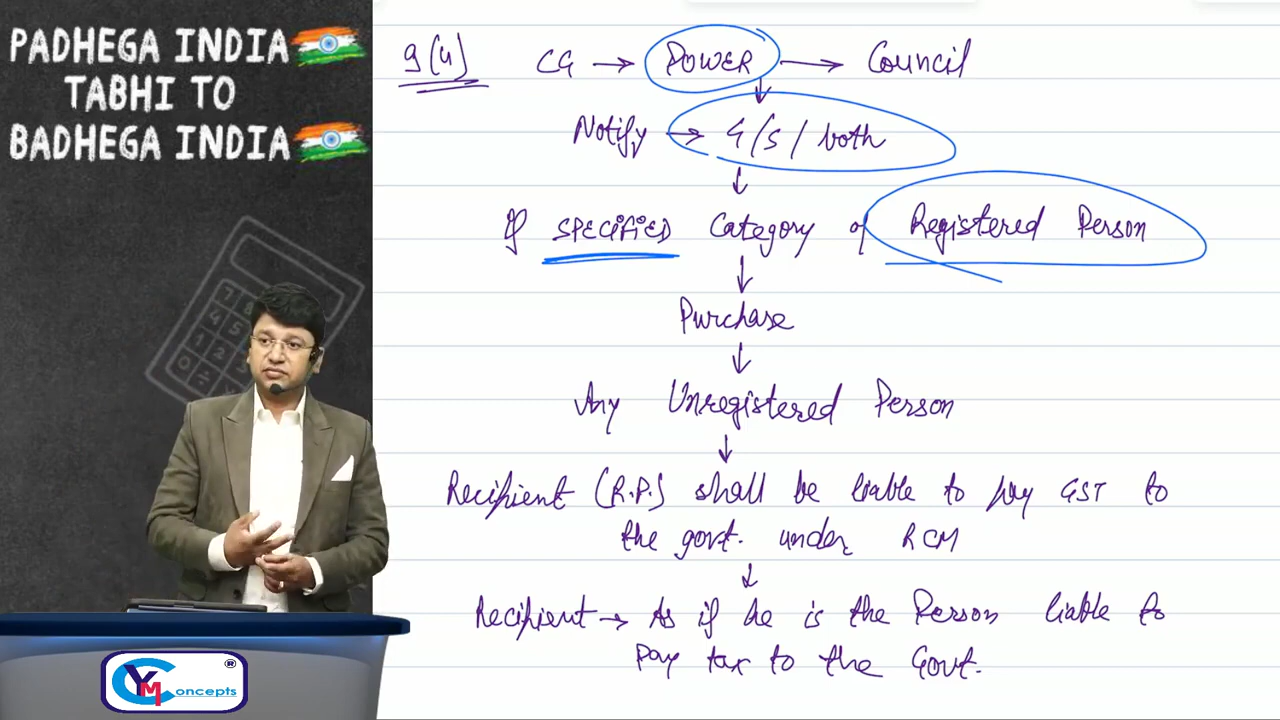 PADHEGA INDIA
TABHI TO
BADHEGA INDIA
9(4) CG → POWER → Council
Notify → G/S/ both
If SPECIFIED Category of Registered Person
Purchase
Any Unregistered Person
Recipient (R.P.) shall be liable to pay GST to
the govt. under RCM
Recipient → As if he is the Person liable to
pay tax to the Govt.
YM Concepts ®